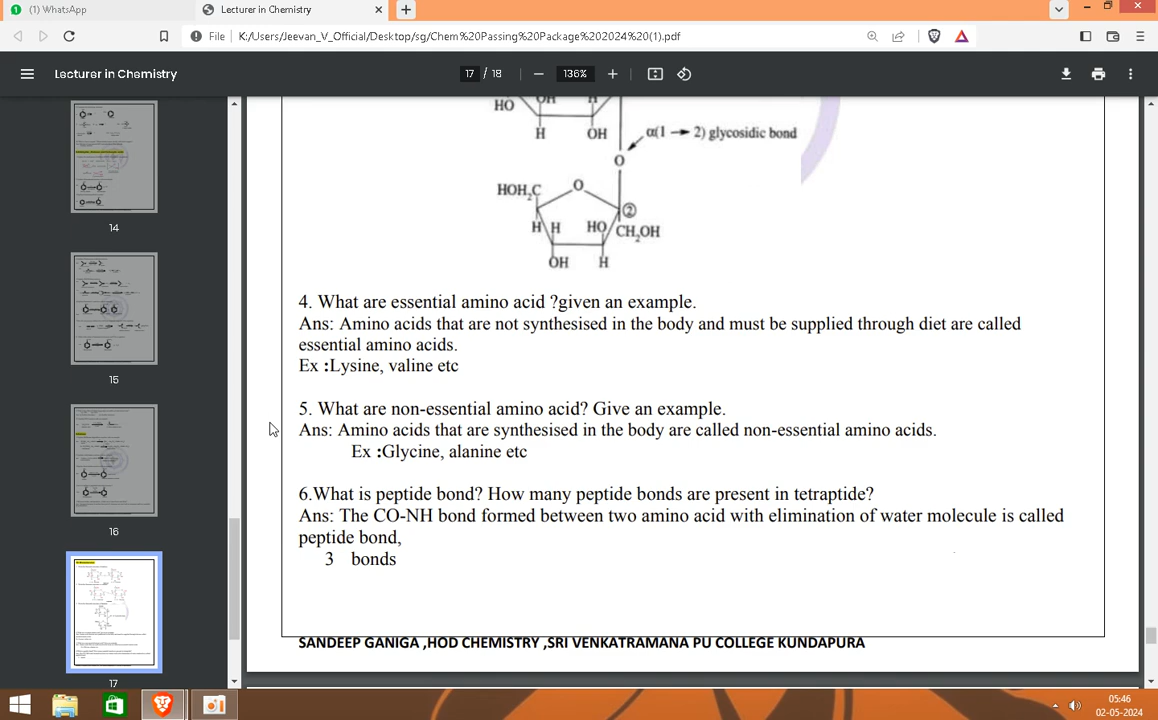 (1) WhatsApp
Lecturer in Chemistry
File K:/Users/Jeevan_V_Official/Desktop/sg/Chem%20Passing%20Package%202024%20(1).pdf
Lecturer in Chemistry
17 / 18
136%
14
15
16
17
HO OH H
H OH
α(1 → 2) glycosidic bond
O
HOH₂C O
②
H H HO CH₂OH
OH H
4. What are essential amino acid ?given an example.
Ans: Amino acids that are not synthesised in the body and must be supplied through diet are called
essential amino acids.
Ex :Lysine, valine etc
5. What are non-essential amino acid? Give an example.
Ans: Amino acids that are synthesised in the body are called non-essential amino acids.
Ex :Glycine, alanine etc
6.What is peptide bond? How many peptide bonds are present in tetraptide?
Ans: The CO-NH bond formed between two amino acid with elimination of water molecule is called
peptide bond,
3 bonds
SANDEEP GANIGA ,HOD CHEMISTRY ,SRI VENKATRAMANA PU COLLEGE KUNDAPURA
05:46
02-05-2024